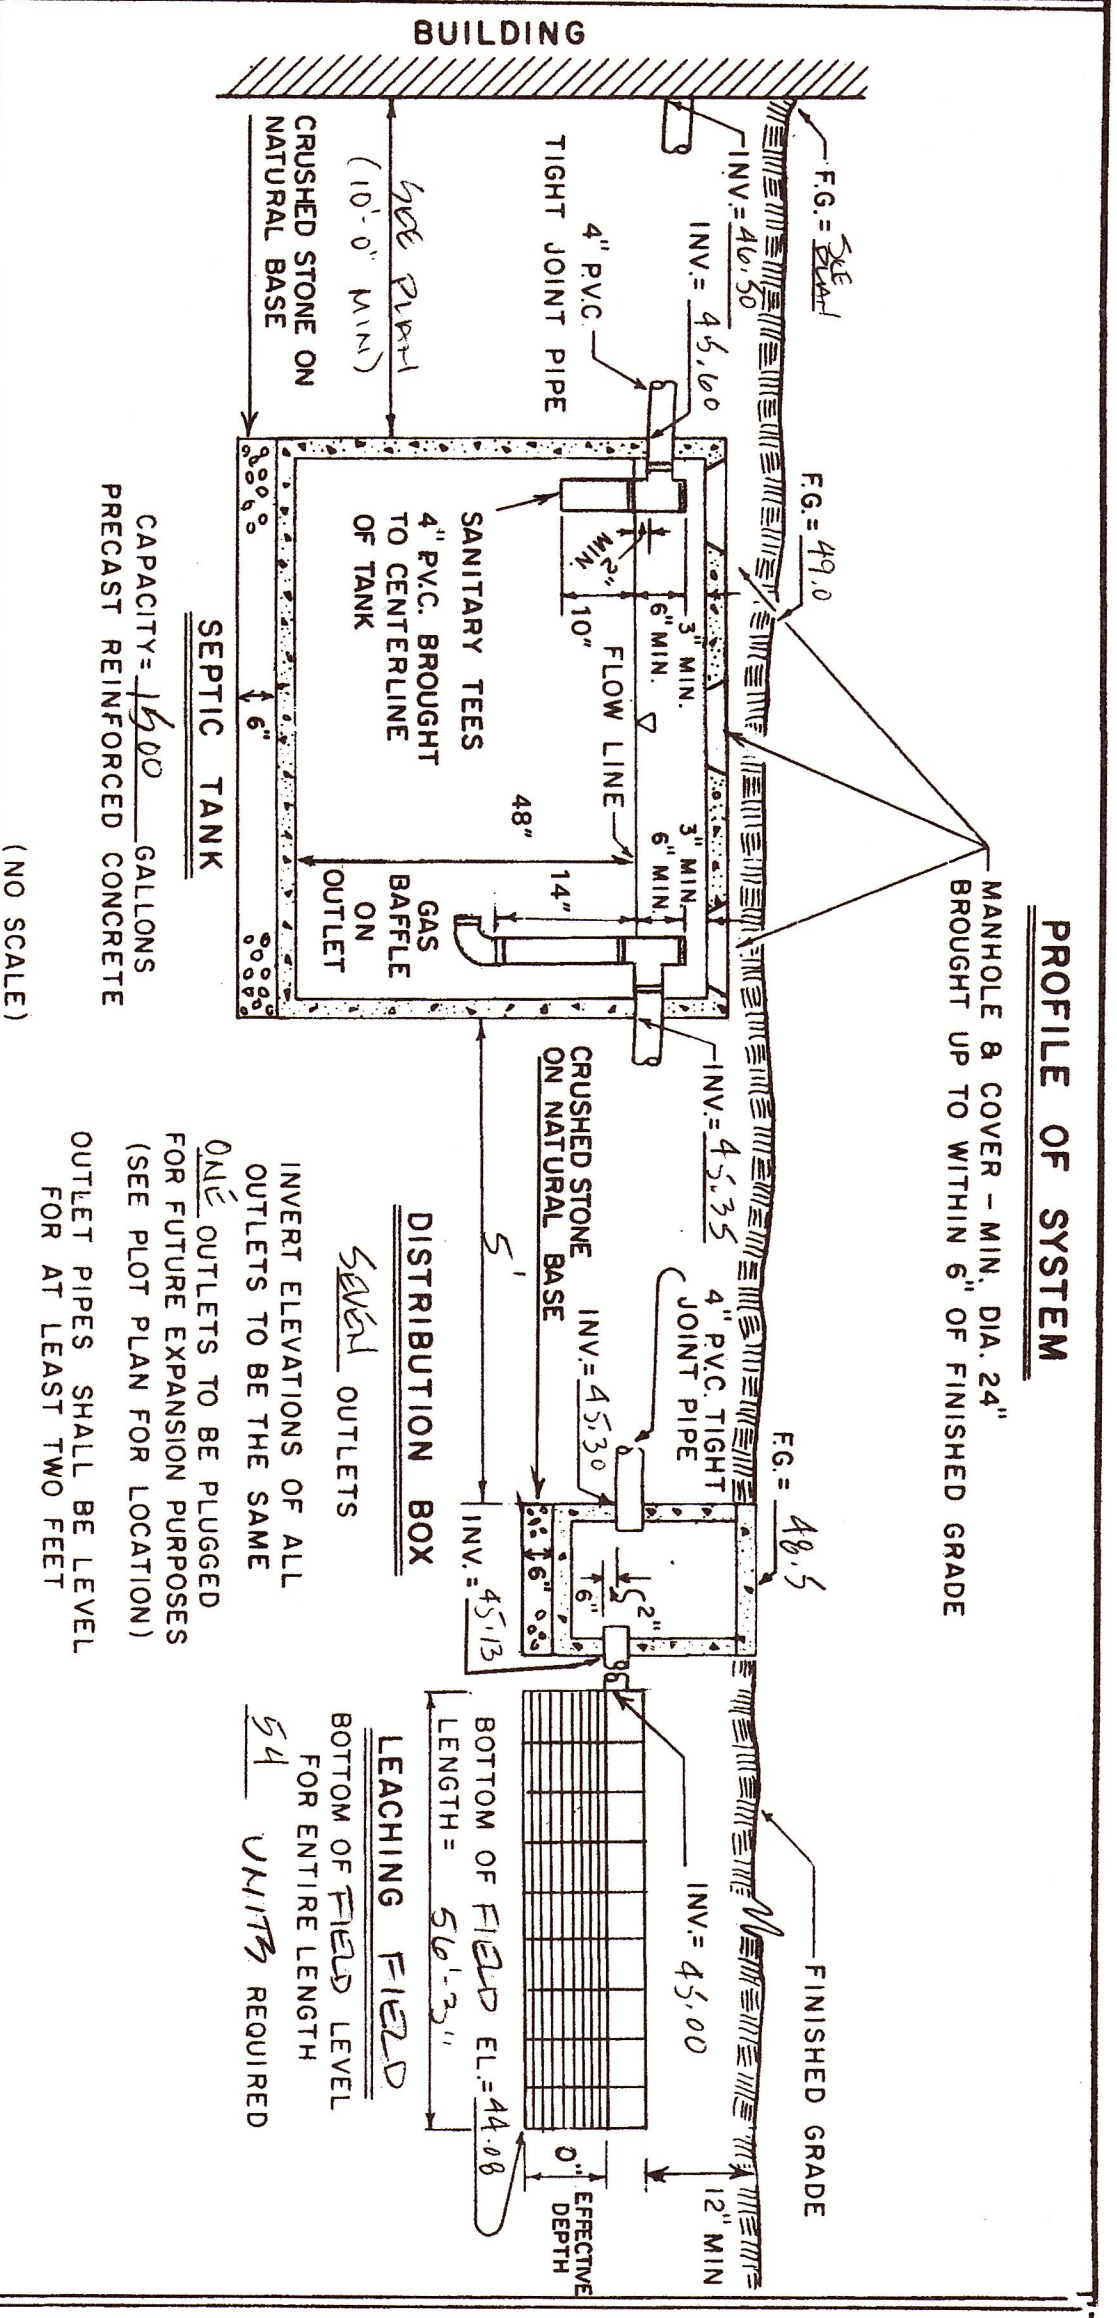 PROFILE OF SYSTEM
MANHOLE & COVER - MIN. DIA. 24"
BROUGHT UP TO WITHIN 6" OF FINISHED GRADE
BUILDING
F.G. = SEE
PLAN
INV. = 46.50
INV. = 45.60
4" P.V.C.
TIGHT JOINT PIPE
SEE PLAN
(10'-0" MIN)
CRUSHED STONE ON
NATURAL BASE
F.G. = 49.0
3" MIN.
6" MIN.
2"
MIN.
10"
FLOW LINE
SANITARY TEES
4" P.V.C. BROUGHT
TO CENTERLINE
OF TANK
3" MIN.
6" MIN.
14"
48"
GAS
BAFFLE
ON
OUTLET
6"
SEPTIC TANK
CAPACITY = 1500 GALLONS
PRECAST REINFORCED CONCRETE
(NO SCALE)
INV. = 45.35
4" P.V.C. TIGHT
JOINT PIPE
INV. = 45.30
CRUSHED STONE
ON NATURAL BASE
5'
F.G. = 48.5
2"
6"
6"
INV. = 45.13
DISTRIBUTION BOX
SEVEN OUTLETS
INVERT ELEVATIONS OF ALL
OUTLETS TO BE THE SAME
ONE OUTLETS TO BE PLUGGED
FOR FUTURE EXPANSION PURPOSES
(SEE PLOT PLAN FOR LOCATION)
OUTLET PIPES SHALL BE LEVEL
FOR AT LEAST TWO FEET
FINISHED GRADE
12" MIN
INV. = 45.00
0" EFFECTIVE
DEPTH
BOTTOM OF FIELD EL. = 44.08
LENGTH = 56'-3"
LEACHING FIELD
BOTTOM OF FIELD LEVEL
FOR ENTIRE LENGTH
54 UNITS REQUIRED